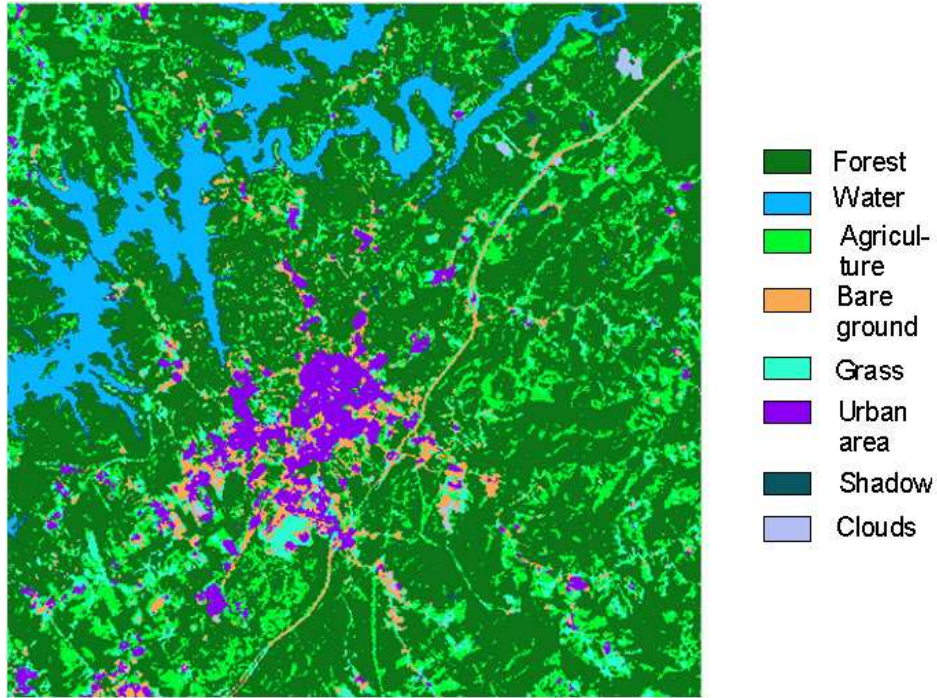 Forest
Water
Agricul-
ture
Bare
ground
Grass
Urban
area
Shadow
Clouds